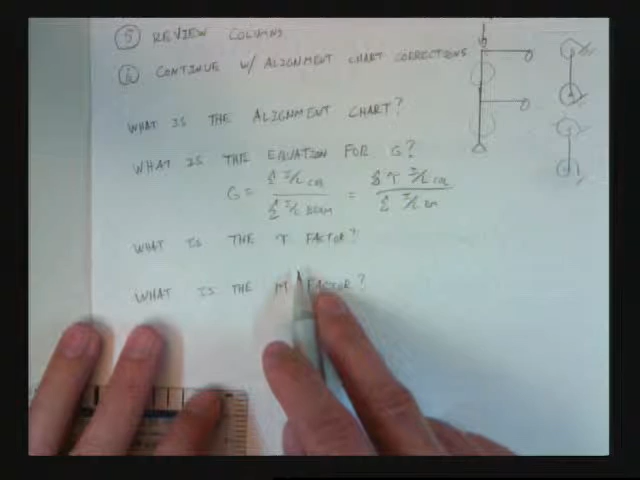 ⑤ REVIEW COLUMNS
⑥ CONTINUE W/ ALIGNMENT CHART CORRECTIONS
WHAT IS THE ALIGNMENT CHART?
WHAT IS THE EQUATION FOR G?
G = Σ I/L COL / Σ I/L BEAM = Σ τ I/L COL / Σ I/L BM
WHAT IS THE τ FACTOR?
WHAT IS THE M FACTOR?